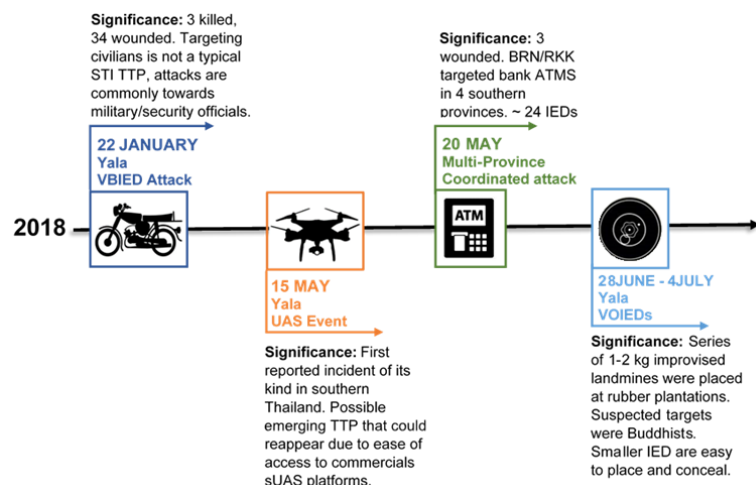 Significance: 3 killed,
34 wounded. Targeting
civilians is not a typical
STI TTP, attacks are
commonly towards
military/security officials.
22 JANUARY
Yala
VBIED Attack
Significance: 3
wounded. BRN/RKK
targeted bank ATMS
in 4 southern
provinces. ~ 24 IEDs
20 MAY
Multi-Province
Coordinated attack
2018
ATM
15 MAY
Yala
UAS Event
Significance: First
reported incident of its
kind in southern
Thailand. Possible
emerging TTP that could
reappear due to ease of
access to commercials
sUAS platforms.
28JUNE - 4JULY
Yala
VOIEDs
Significance: Series
of 1-2 kg improvised
landmines were placed
at rubber plantations.
Suspected targets
were Buddhists.
Smaller IED are easy
to place and conceal.